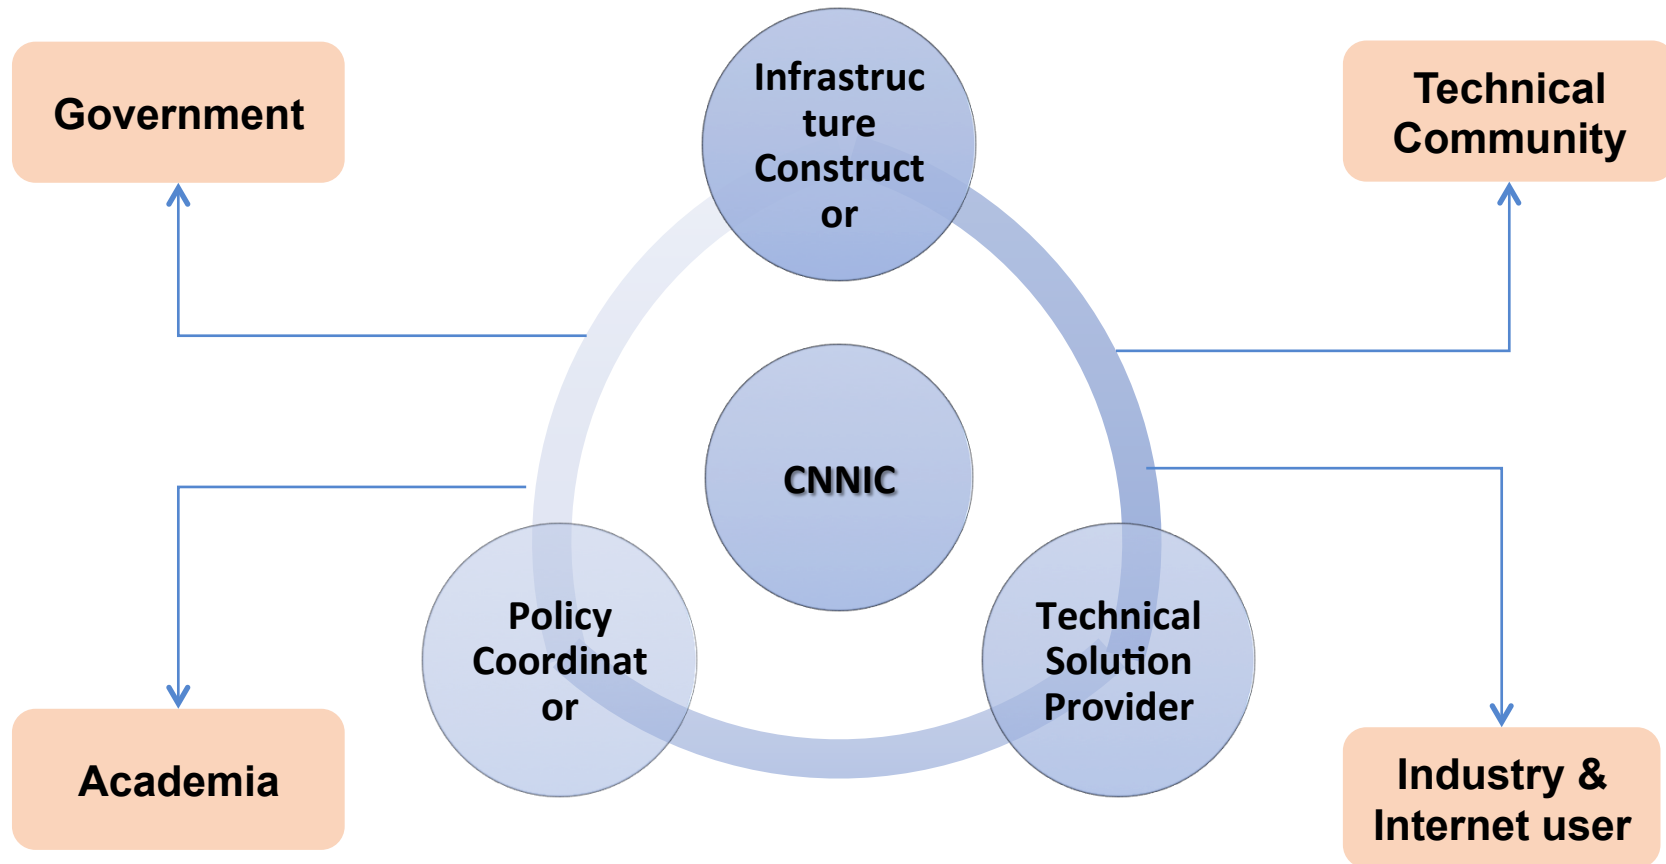 Government
Infrastruc
ture
Construct
or
Technical
Community
CNNIC
Policy
Coordinat
or
Technical
Solution
Provider
Academia
Industry &
Internet user